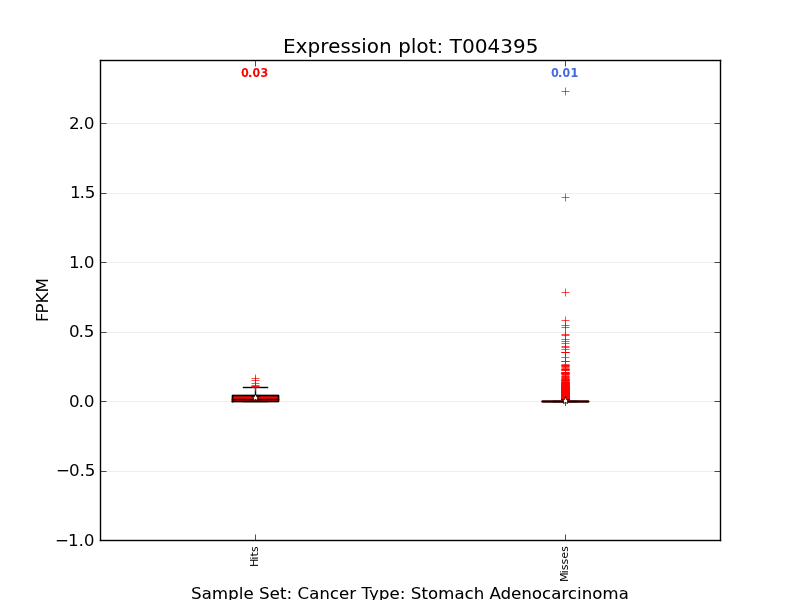 Expression plot: T004395
0.03
0.01
2.0
1.5
1.0
0.5
0.0
−0.5
−1.0
FPKM
Hits
Misses
Sample Set: Cancer Type: Stomach Adenocarcinoma